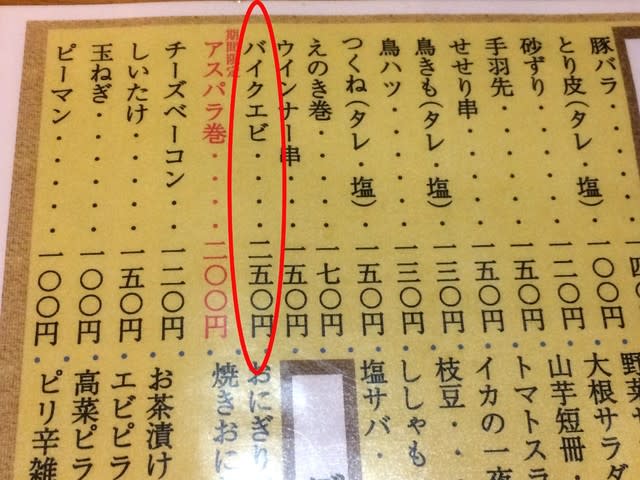 豚バラ・・・・・一〇〇円
とり皮(タレ・塩)・一二〇円
砂ずり・・・・・一五〇円
手羽先・・・・・一五〇円
せせり串・・・・一三〇円
鳥きも(タレ・塩)・一三〇円
鳥ハツ・・・・・一三〇円
つくね(タレ・塩)・一五〇円
えのき巻・・・・一七〇円
ウインナー串・・一五〇円
バイクエビ・・・・二五〇円
期間限定
アスパラ巻・・・・二〇〇円
チーズベーコン・・一二〇円
しいたけ・・・・・一五〇円
玉ねぎ・・・・・一〇〇円
ピーマン・・・・・一〇〇円
大根サラダ
山芋短冊・
トマトスラ
イカの一夜
枝豆・・
ししゃも
塩サバ・
おにぎり
焼きおに
お茶漬け
エビピラ
高菜ピラ
ピリ辛雑